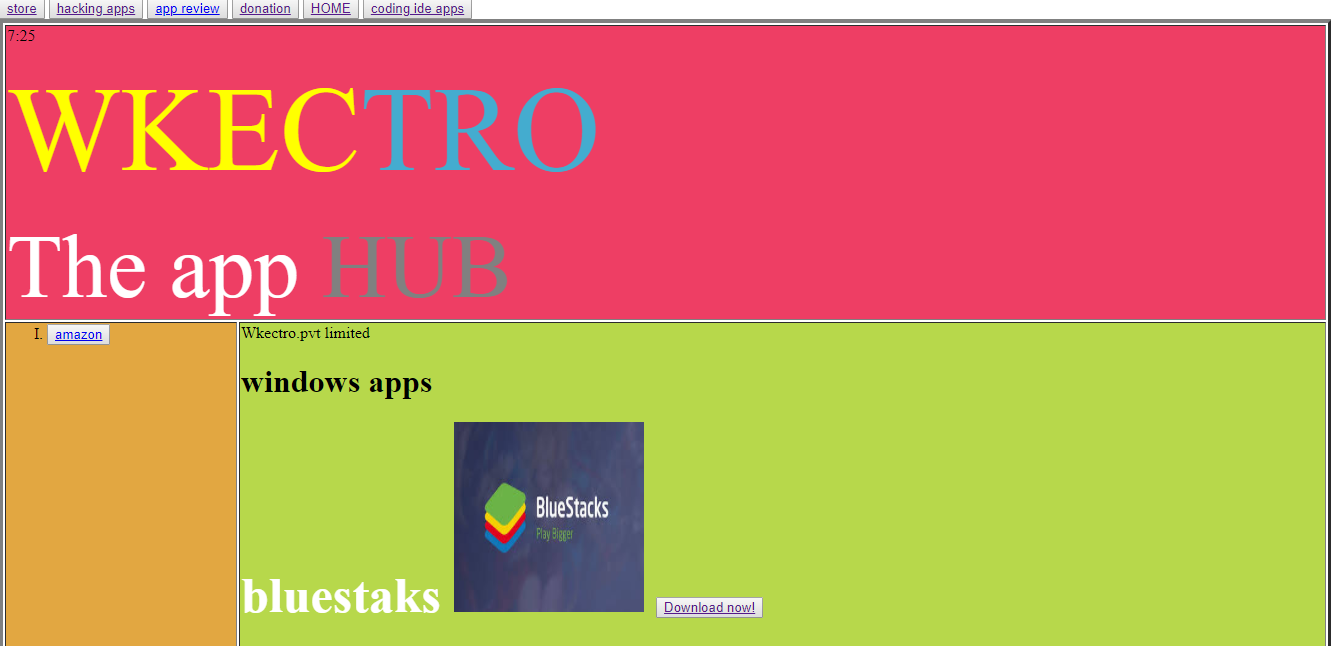 store hacking apps app review donation HOME coding ide apps
7:25
WKECTRO
The app HUB
I. amazon
Wkectro.pvt limited
windows apps
BlueStacks
Play Bigger
bluestaks Download now!